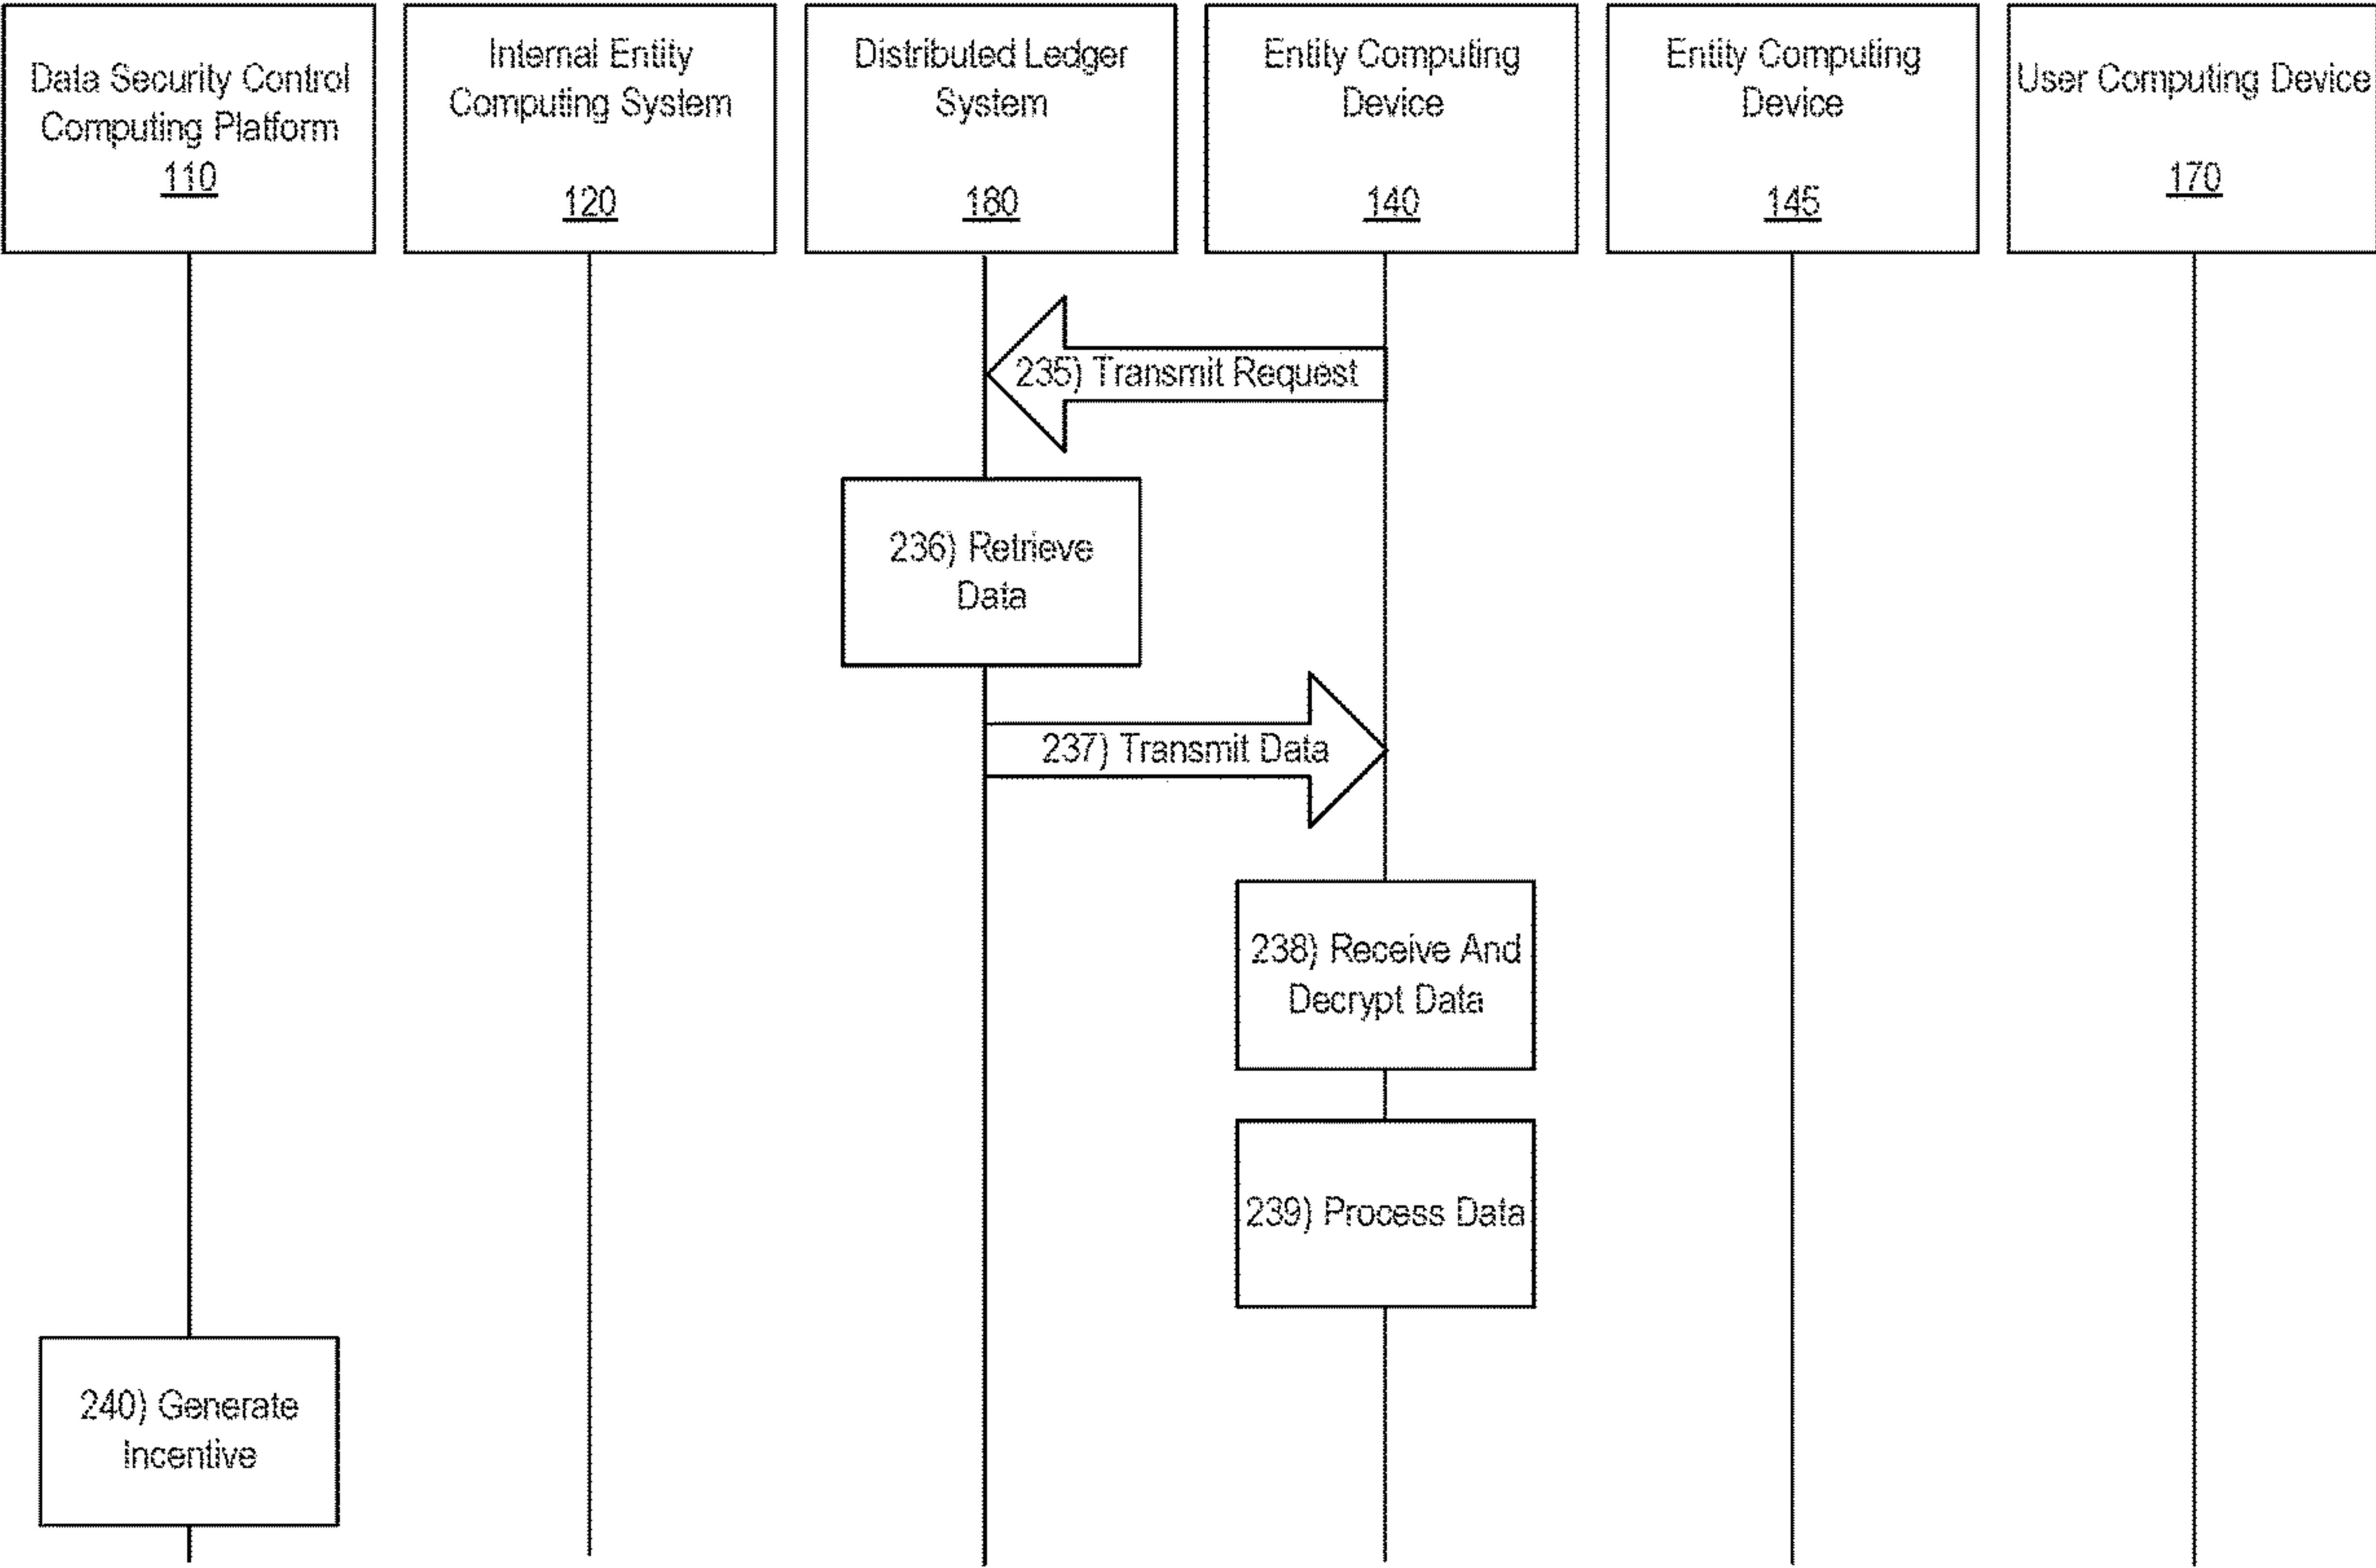 Data Security Control
Computing Platform
110
Internal Entity
Computing System
120
Distributed Ledger
System
180
Entity Computing
Device
140
Entity Computing
Device
145
User Computing Device
170
235) Transmit Request
236) Retrieve
Data
237) Transmit Data
238) Receive And
Decrypt Data
239) Process Data
240) Generate
Incentive